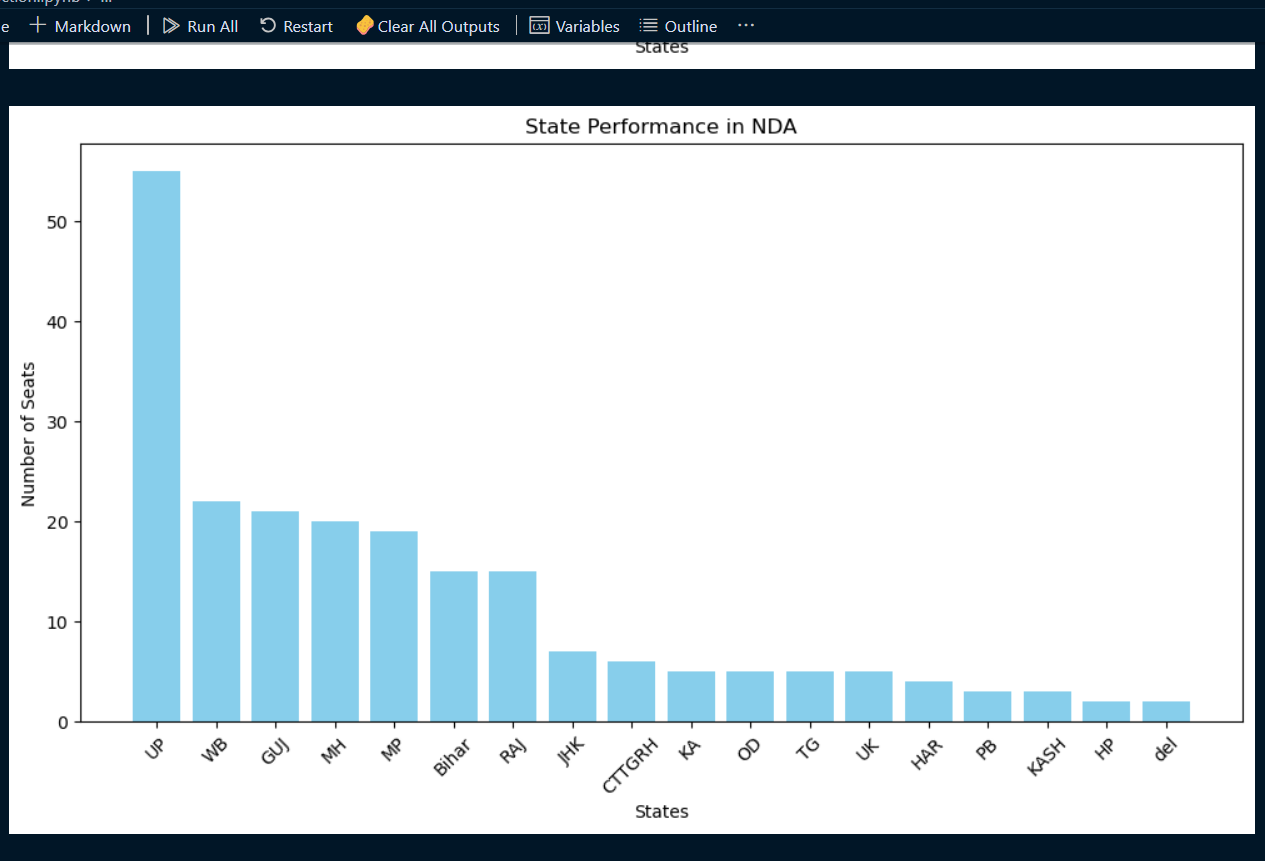 e + Markdown | Run All Restart Clear All Outputs | Variables Outline ...
States
State Performance in NDA
50
40
30
20
10
0
Number of Seats
UP WB GUJ MH MP Bihar RAJ JHK CTTGRH KA OD TG UK HAR PB KASH HP del
States